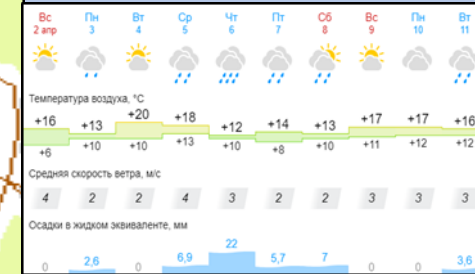 Вс Пн Вт Ср Чт Пт Сб Вс Пн Вт
2 апр 3 4 5 6 7 8 9 10 11
Температура воздуха, °C
+16 +13 +20 +18 +12 +14 +13 +17 +17 +16
+6 +10 +10 +13 +10 +8 +10 +11 +12 +12
Средняя скорость ветра, м/с
4 2 2 4 3 2 2 3 3 3
Осадки в жидком эквиваленте, мм
0 2,6 0 6,9 22 5,7 7 0 0 3,6